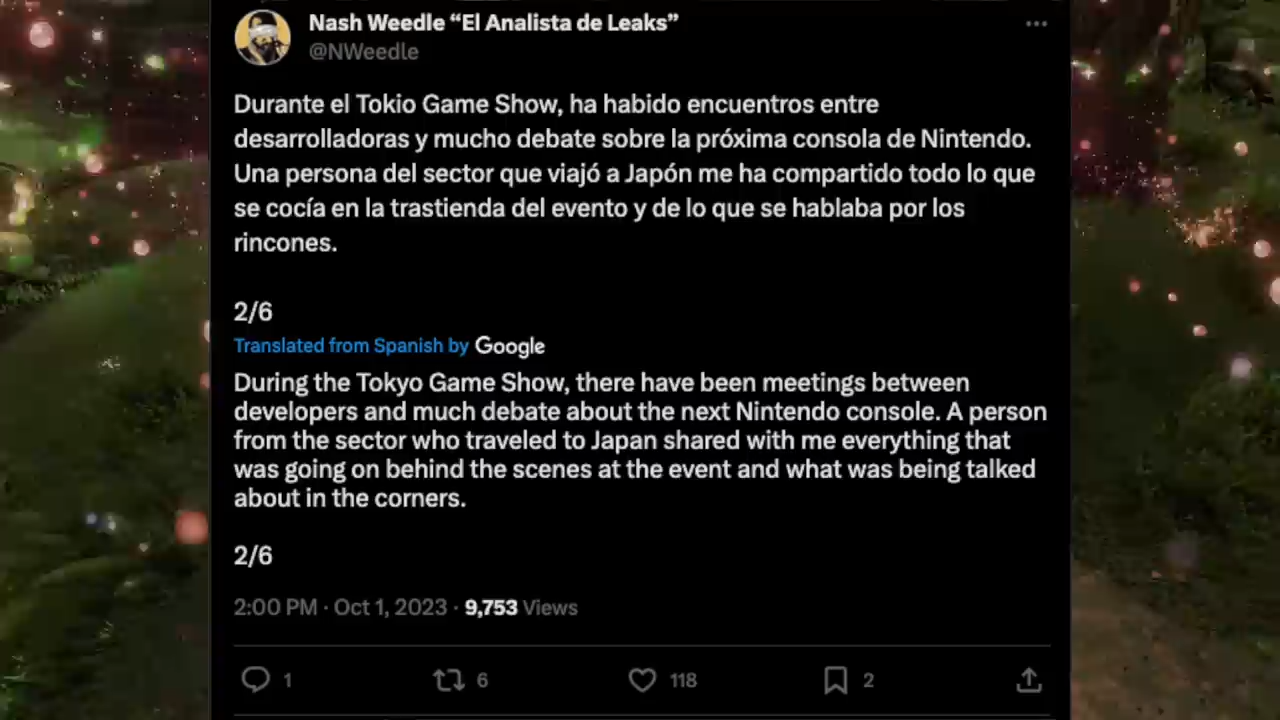 Nash Weedle “El Analista de Leaks”
@NWeedle
Durante el Tokio Game Show, ha habido encuentros entre
desarrolladoras y mucho debate sobre la próxima consola de Nintendo.
Una persona del sector que viajó a Japón me ha compartido todo lo que
se cocía en la trastienda del evento y de lo que se hablaba por los
rincones.
2/6
Translated from Spanish by Google
During the Tokyo Game Show, there have been meetings between
developers and much debate about the next Nintendo console. A person
from the sector who traveled to Japan shared with me everything that
was going on behind the scenes at the event and what was being talked
about in the corners.
2/6
2:00 PM · Oct 1, 2023 · 9,753 Views
1 6 118 2